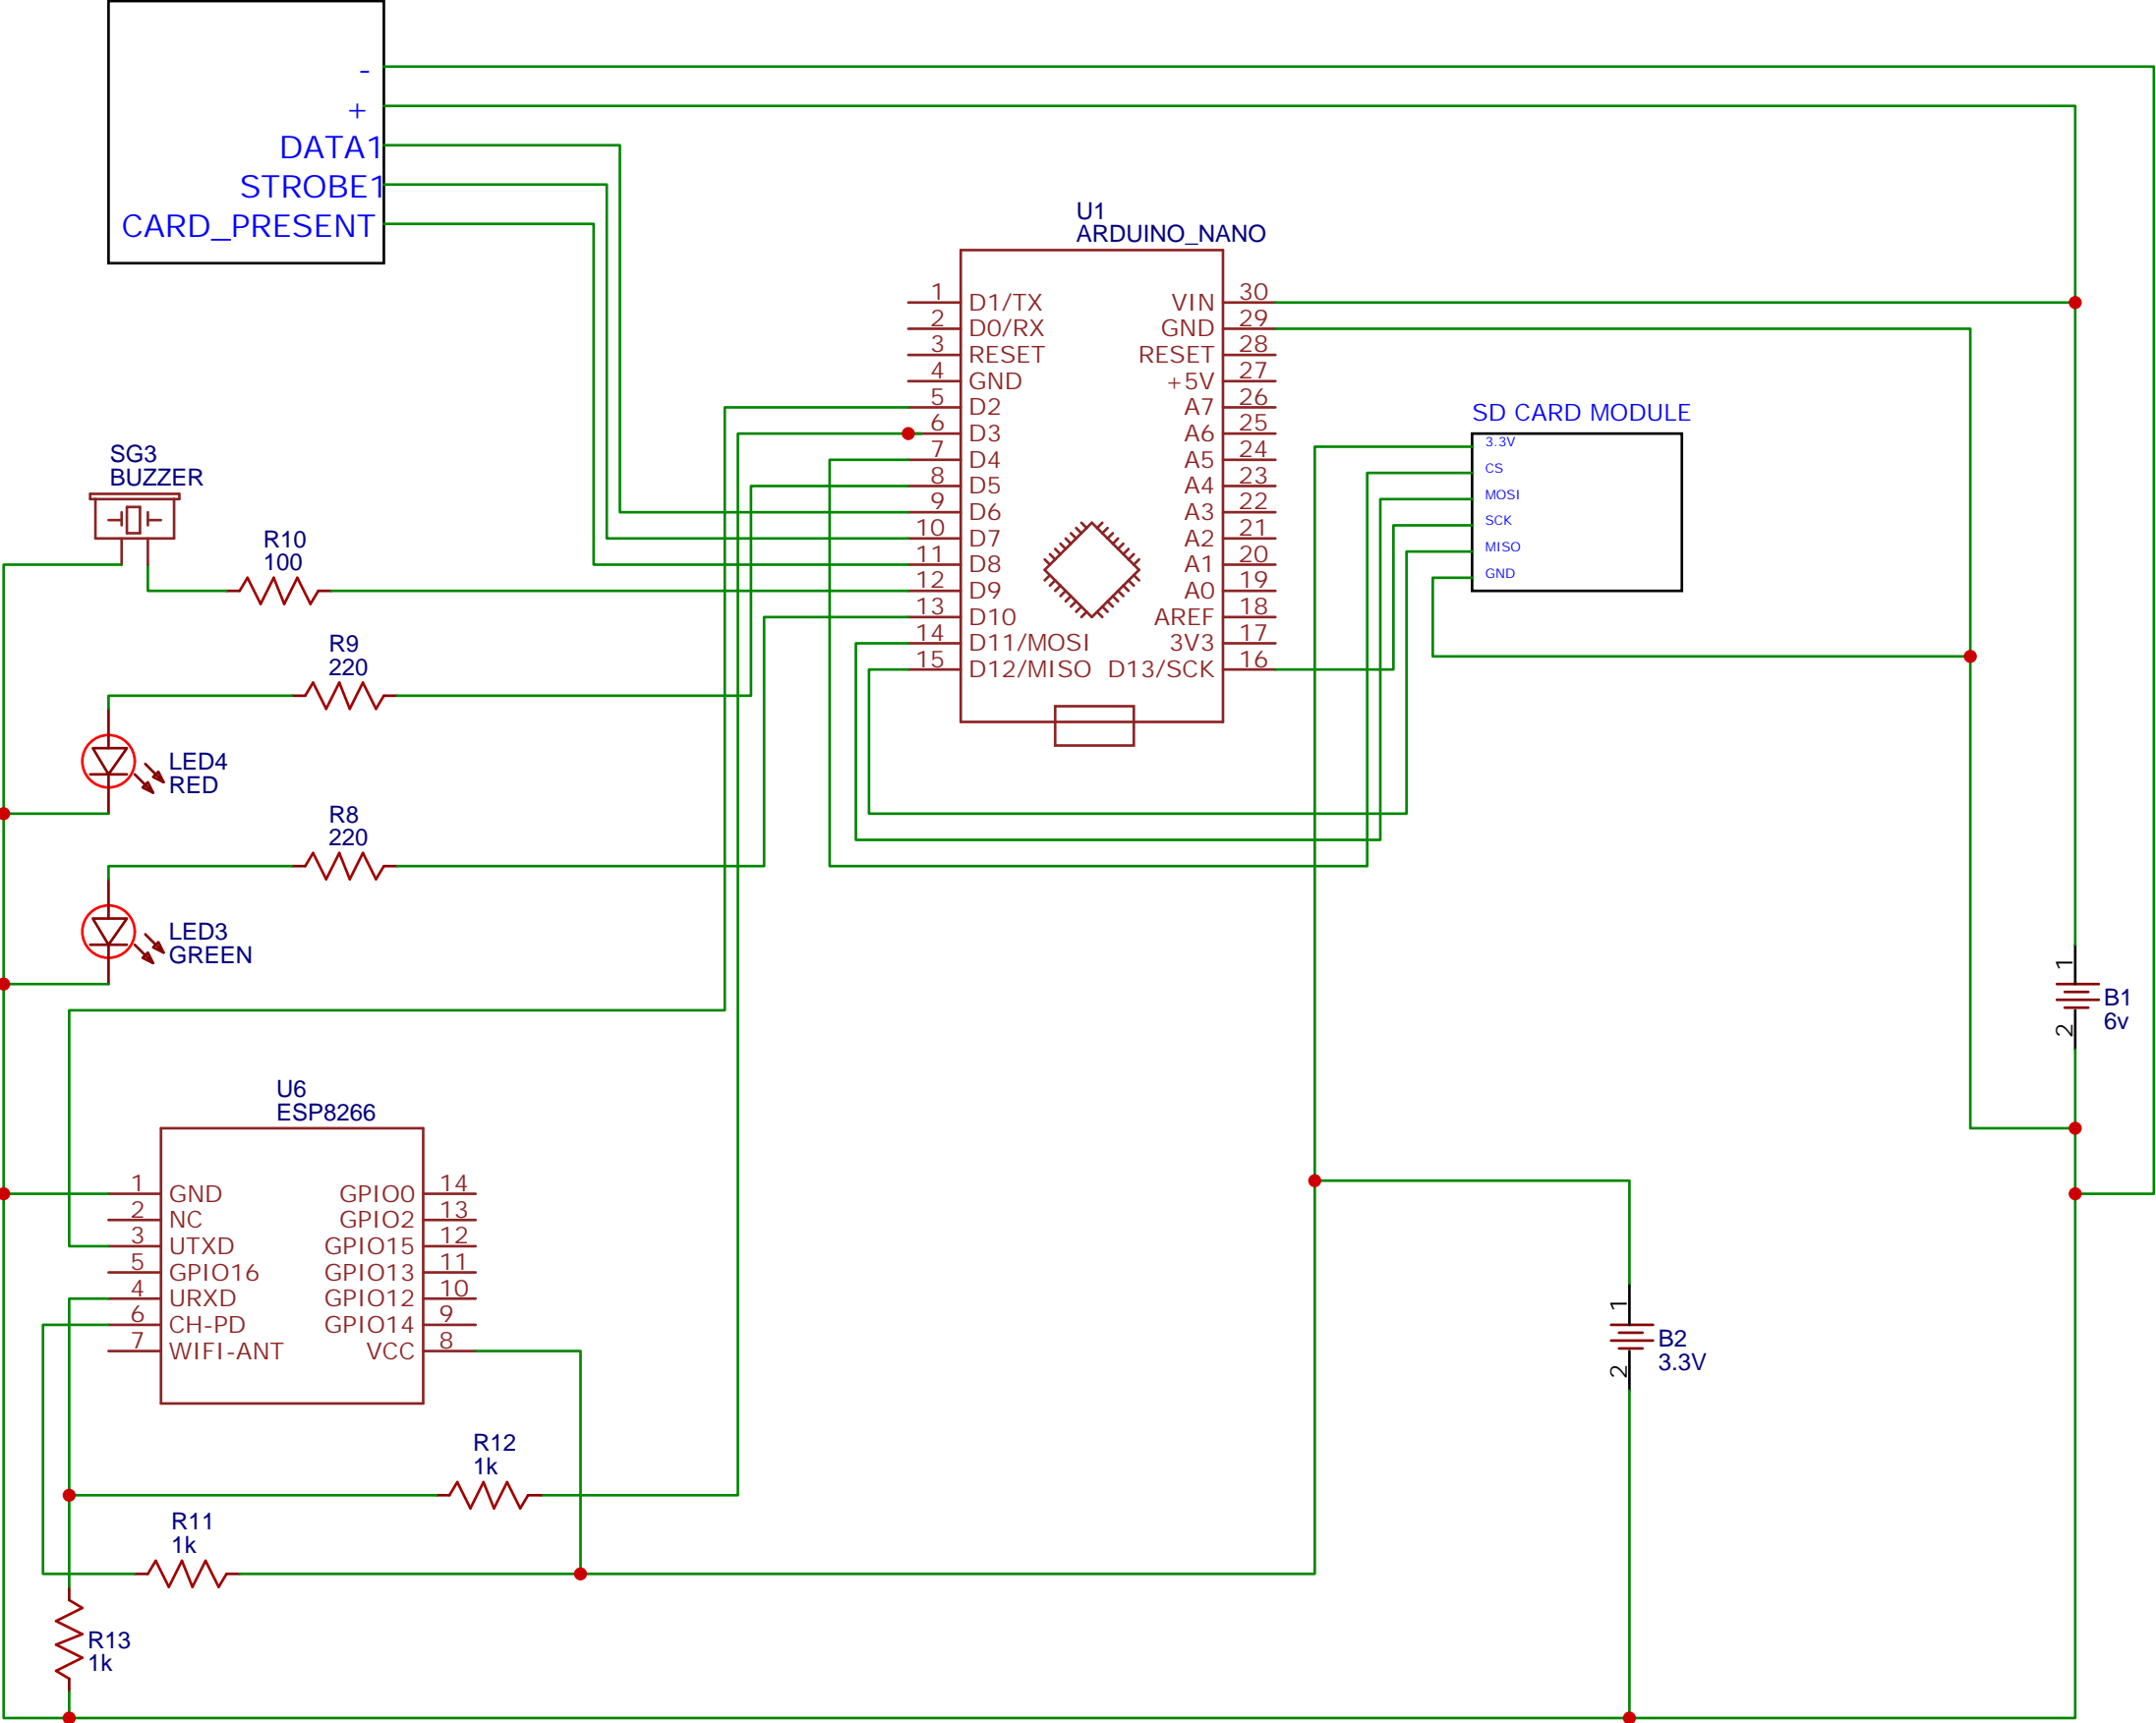 -
+
DATA1
STROBE1
CARD_PRESENT
U1
ARDUINO_NANO
1 D1/TX VIN 30
2 D0/RX GND 29
3 RESET RESET 28
4 GND +5V 27
5 D2 A7 26
6 D3 A6 25
7 D4 A5 24
8 D5 A4 23
9 D6 A3 22
10 D7 A2 21
11 D8 A1 20
12 D9 A0 19
13 D10 AREF 18
14 D11/MOSI 3V3 17
15 D12/MISO D13/SCK 16
SD CARD MODULE
3.3V
CS
MOSI
SCK
MISO
GND
SG3
BUZZER
R10
100
R9
220
LED4
RED
R8
220
LED3
GREEN
1
B1
6v
2
U6
ESP8266
1 GND GPIO0 14
2 NC GPIO2 13
3 UTXD GPIO15 12
5 GPIO16 GPIO13 11
4 URXD GPIO12 10
6 CH-PD GPIO14 9
7 WIFI-ANT VCC 8
1
B2
3.3V
2
R12
1k
R11
1k
R13
1k